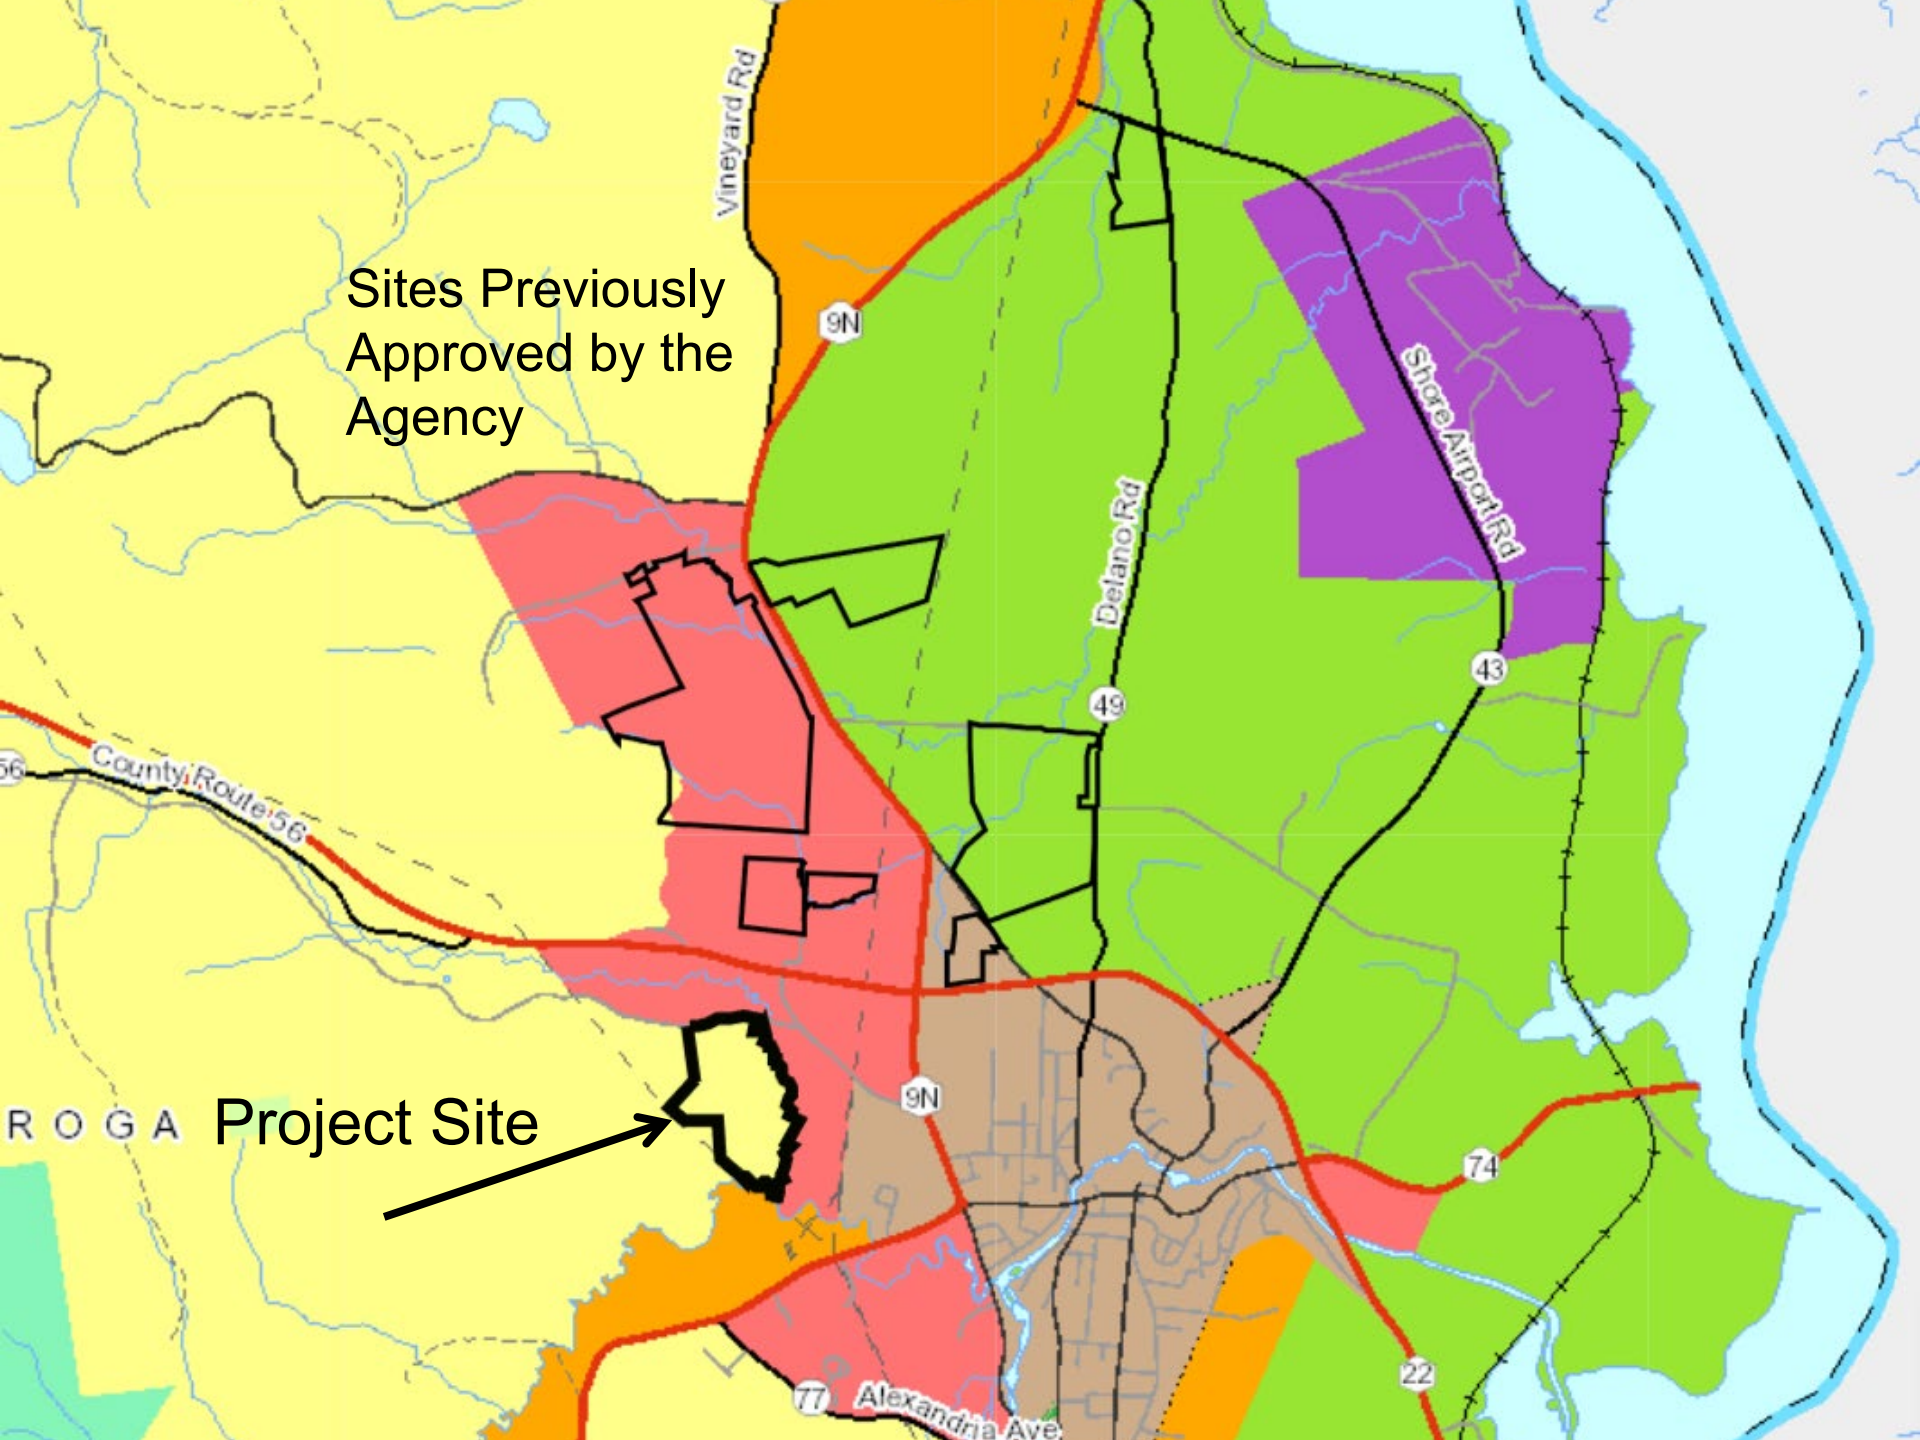 Vineyard Rd
Sites Previously
Approved by the
Agency
9N
Shore Airport Rd
Delano Rd
43
49
56
County Route 56
ROGA
Project Site
9N
74
22
77
Alexandria Ave